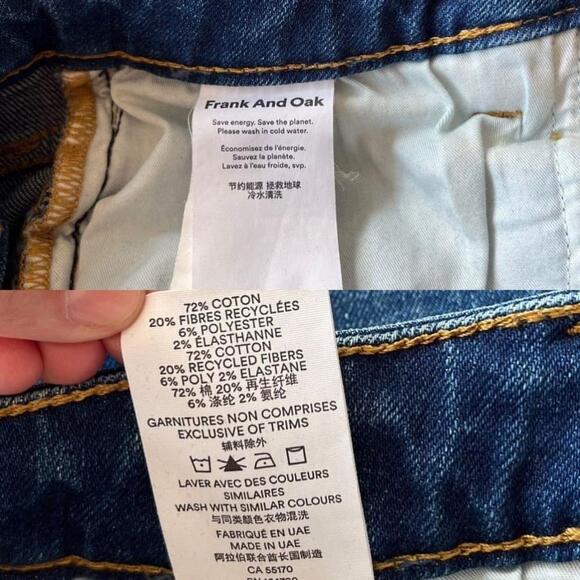 Frank And Oak
Save energy. Save the planet.
Please wash in cold water.
Économisez de l'énergie.
Sauvez la planète.
Lavez à l'eau froide, svp.
节约能源 拯救地球
冷水清洗
72% COTON
20% FIBRES RECYCLÉES
6% POLYESTER
2% ÉLASTHANNE
72% COTTON
20% RECYCLED FIBERS
6% POLY 2% ELASTANE
72% 棉 20% 再生纤维
6% 涤纶 2% 氨纶
GARNITURES NON COMPRISES
EXCLUSIVE OF TRIMS
辅料除外
LAVER AVEC DES COULEURS
SIMILAIRES
WASH WITH SIMILAR COLOURS
与同类颜色衣物混洗
FABRIQUÉ EN UAE
MADE IN UAE
阿拉伯联合酋长国制造
CA 55170